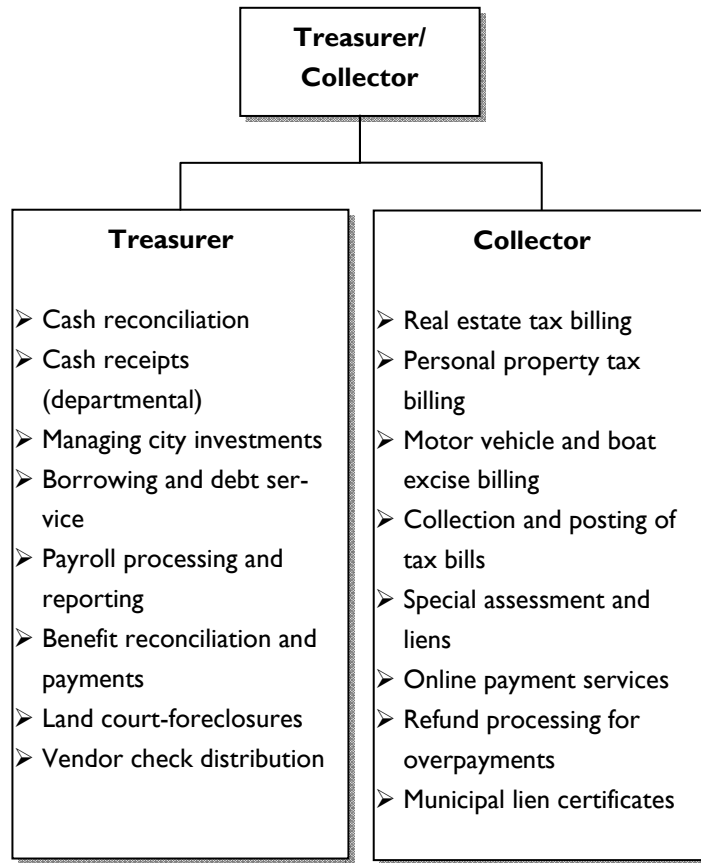 Treasurer/
Collector
Treasurer
➢ Cash reconciliation
➢ Cash receipts
(departmental)
➢ Managing city investments
➢ Borrowing and debt ser-
vice
➢ Payroll processing and
reporting
➢ Benefit reconciliation and
payments
➢ Land court-foreclosures
➢ Vendor check distribution
Collector
➢ Real estate tax billing
➢ Personal property tax
billing
➢ Motor vehicle and boat
excise billing
➢ Collection and posting of
tax bills
➢ Special assessment and
liens
➢ Online payment services
➢ Refund processing for
overpayments
➢ Municipal lien certificates